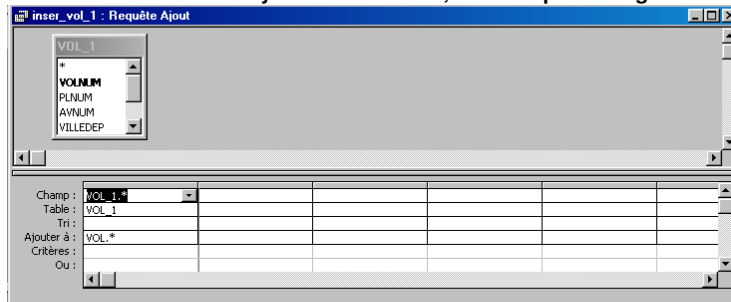 inser_vol_1 : Requête Ajout
VOL_1
*
VOLNUM
PLNUM
AVNUM
VILLEDEP
Champ : VOL_1.*
Table : VOL_1
Tri :
Ajouter à : VOL.*
Critères :
Ou :